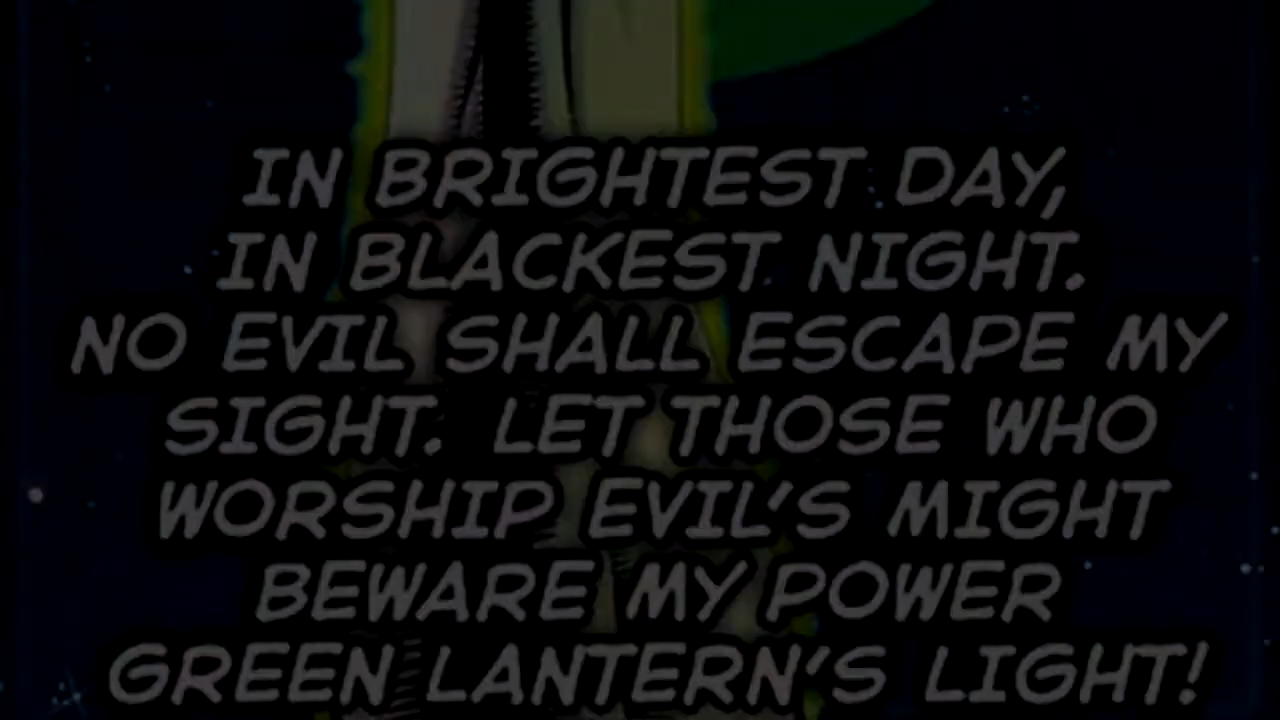 IN BRIGHTEST DAY,
IN BLACKEST NIGHT.
NO EVIL SHALL ESCAPE MY
SIGHT. LET THOSE WHO
WORSHIP EVIL'S MIGHT
BEWARE MY POWER
GREEN LANTERN'S LIGHT!